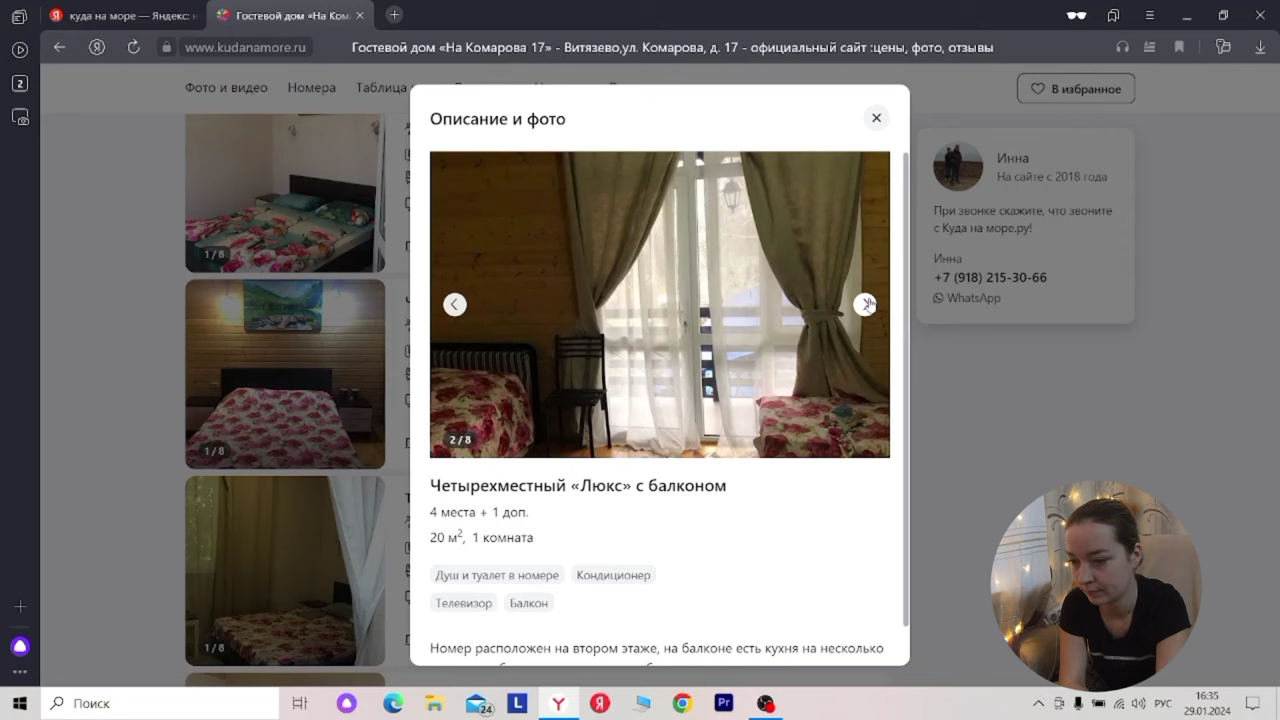 куда на море — Яндекс: н
Гостевой дом «На Ком
www.kudanamore.ru
Гостевой дом «На Комарова 17» - Витязево,ул. Комарова, д. 17 - официальный сайт :цены, фото, отзывы
2
Фото и видео
Номера
Таблица
В избранное
Описание и фото
Инна
На сайте с 2018 года
При звонке скажите, что звоните
с Куда на море.ру!
Инна
+7 (918) 215-30-66
WhatsApp
1/8
1/8
1/8
2/8
Четырехместный «Люкс» с балконом
4 места + 1 доп.
20 м², 1 комната
Душ и туалет в номере
Кондиционер
Телевизор
Балкон
Номер расположен на втором этаже, на балконе есть кухня на несколько
Поиск
24
L
Y
Я
Pr
РУС
16:35
29.01.2024